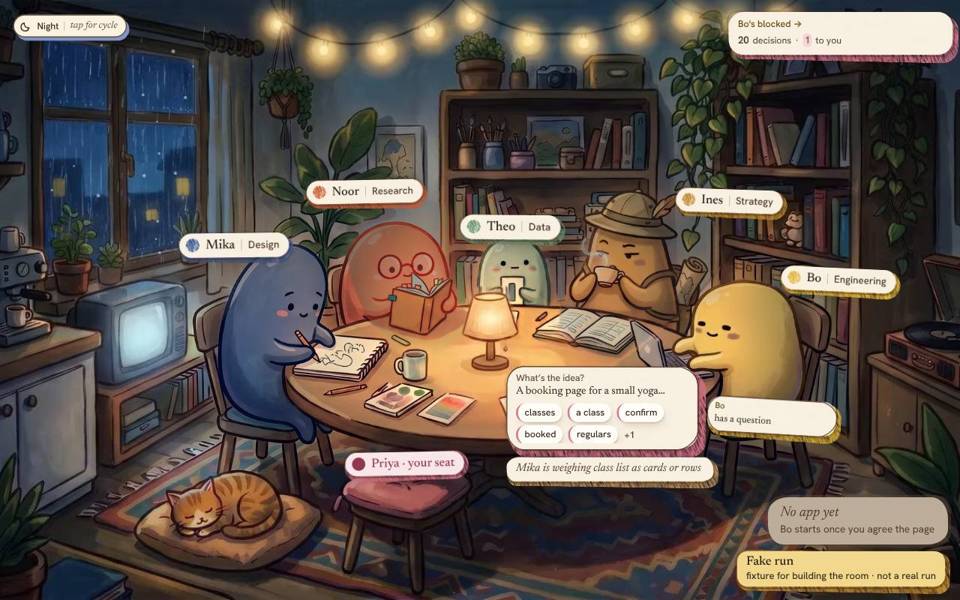 Night | tap for cycle
Bo's blocked →
20 decisions · 1 to you
Noor | Research
Ines | Strategy
Theo | Data
Mika | Design
Bo | Engineering
What's the idea?
A booking page for a small yoga...
classes a class confirm
booked regulars +1
Bo
has a question
Mika is weighing class list as cards or rows
Priya · your seat
No app yet
Bo starts once you agree the page
Fake run
fixture for building the room · not a real run